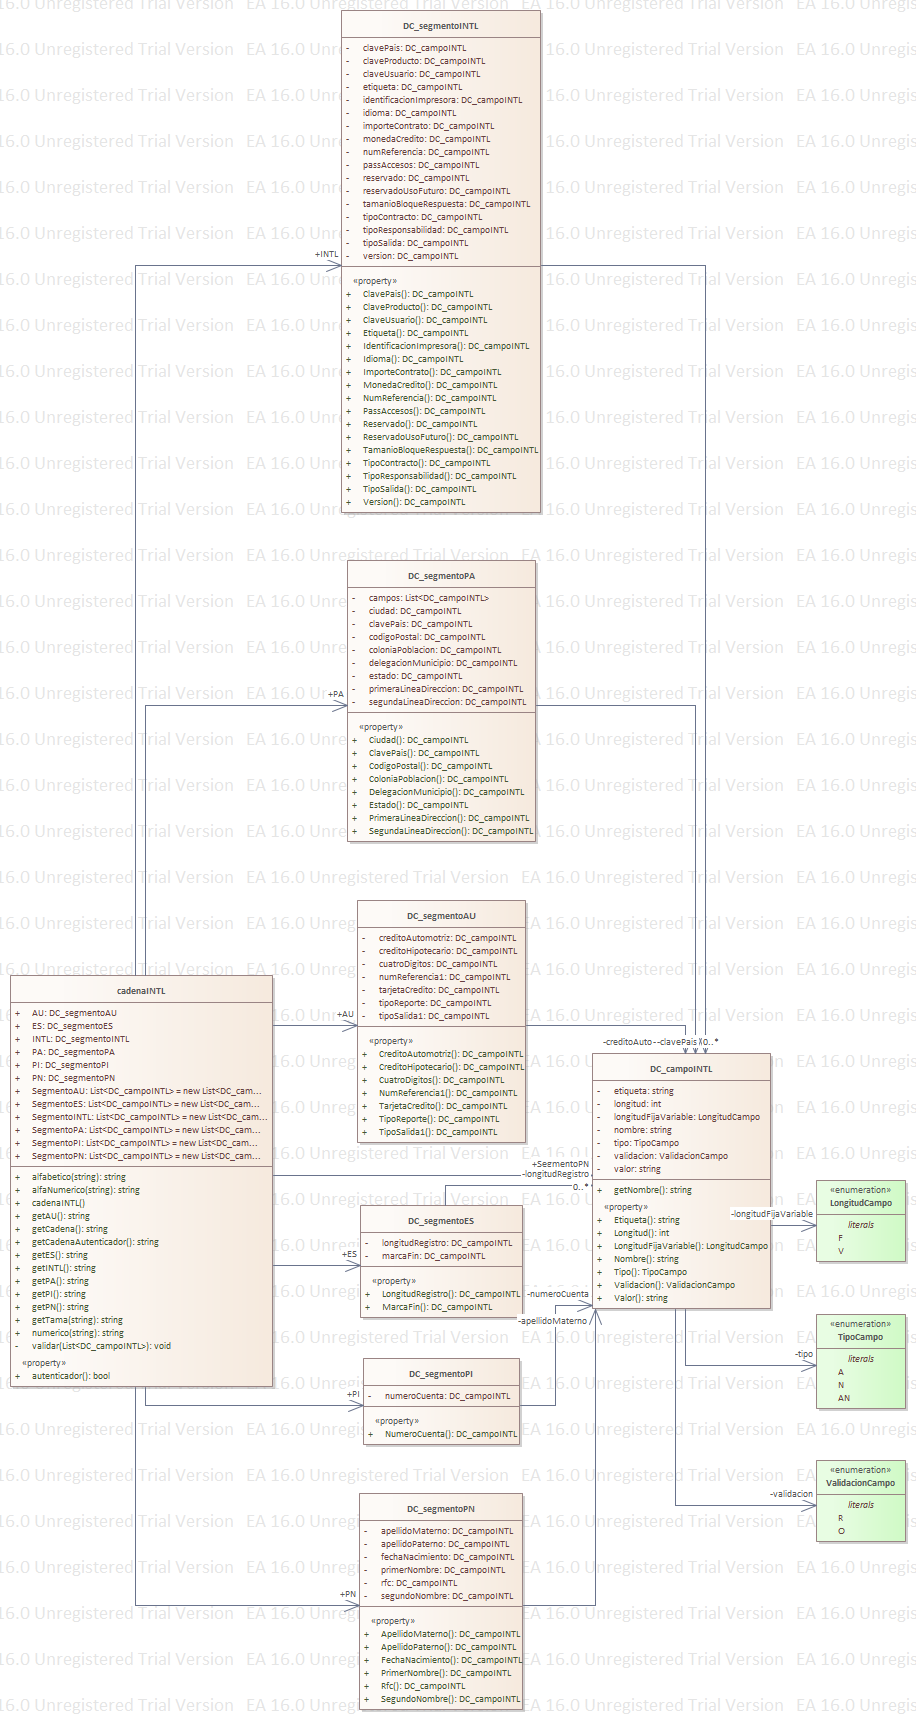 DC_segmentoINTL
- clavePais: DC_campoINTL
- claveProducto: DC_campoINTL
- claveUsuario: DC_campoINTL
- etiqueta: DC_campoINTL
- identificacionImpresora: DC_campoINTL
- idioma: DC_campoINTL
- importeContrato: DC_campoINTL
- monedaCredito: DC_campoINTL
- numReferencia: DC_campoINTL
- passAccesos: DC_campoINTL
- reservado: DC_campoINTL
- reservadoUsoFuturo: DC_campoINTL
- tamanioBloqueRespuesta: DC_campoINTL
- tipoContracto: DC_campoINTL
- tipoResponsabilidad: DC_campoINTL
- tipoSalida: DC_campoINTL
- version: DC_campoINTL
+INTL
«property»
+ ClavePais(): DC_campoINTL
+ ClaveProducto(): DC_campoINTL
+ ClaveUsuario(): DC_campoINTL
+ Etiqueta(): DC_campoINTL
+ IdentificacionImpresora(): DC_campoINTL
+ Idioma(): DC_campoINTL
+ ImporteContrato(): DC_campoINTL
+ MonedaCredito(): DC_campoINTL
+ NumReferencia(): DC_campoINTL
+ PassAccesos(): DC_campoINTL
+ Reservado(): DC_campoINTL
+ ReservadoUsoFuturo(): DC_campoINTL
+ TamanioBloqueRespuesta(): DC_campoINTL
+ TipoContracto(): DC_campoINTL
+ TipoResponsabilidad(): DC_campoINTL
+ TipoSalida(): DC_campoINTL
+ Version(): DC_campoINTL
DC_segmentoPA
- campos: List<DC_campoINTL>
- ciudad: DC_campoINTL
- clavePais: DC_campoINTL
- codigoPostal: DC_campoINTL
- coloniaPoblacion: DC_campoINTL
- delegacionMunicipio: DC_campoINTL
- estado: DC_campoINTL
- primeraLineaDireccion: DC_campoINTL
- segundaLineaDireccion: DC_campoINTL
+PA
«property»
+ Ciudad(): DC_campoINTL
+ ClavePais(): DC_campoINTL
+ CodigoPostal(): DC_campoINTL
+ ColoniaPoblacion(): DC_campoINTL
+ DelegacionMunicipio(): DC_campoINTL
+ Estado(): DC_campoINTL
+ PrimeraLineaDireccion(): DC_campoINTL
+ SegundaLineaDireccion(): DC_campoINTL
DC_segmentoAU
- creditoAutomotriz: DC_campoINTL
- creditoHipotecario: DC_campoINTL
- cuatroDigitos: DC_campoINTL
- numReferencia1: DC_campoINTL
- tarjetaCredito: DC_campoINTL
- tipoReporte: DC_campoINTL
- tipoSalida1: DC_campoINTL
+AU
«property»
+ CreditoAutomotriz(): DC_campoINTL
+ CreditoHipotecario(): DC_campoINTL
+ CuatroDigitos(): DC_campoINTL
+ NumReferencia1(): DC_campoINTL
+ TarjetaCredito(): DC_campoINTL
+ TipoReporte(): DC_campoINTL
+ TipoSalida1(): DC_campoINTL
cadenaINTL
+ AU: DC_segmentoAU
+ ES: DC_segmentoES
+ INTL: DC_segmentoINTL
+ PA: DC_segmentoPA
+ PI: DC_segmentoPI
+ PN: DC_segmentoPN
+ SegmentoAU: List<DC_campoINTL> = new List<DC_cam...
+ SegmentoES: List<DC_campoINTL> = new List<DC_cam...
+ SegmentoINTL: List<DC_campoINTL> = new List<DC_cam...
+ SegmentoPA: List<DC_campoINTL> = new List<DC_cam...
+ SegmentoPI: List<DC_campoINTL> = new List<DC_cam...
+ SegmentoPN: List<DC_campoINTL> = new List<DC_cam...
+ alfabetico(string): string
+ alfaNumerico(string): string
+ cadenaINTL()
+ getAU(): string
+ getCadena(): string
+ getCadenaAutenticador(): string
+ getES(): string
+ getINTL(): string
+ getPA(): string
+ getPI(): string
+ getPN(): string
+ getTama(string): string
+ numerico(string): string
- validar(List<DC_campoINTL>): void
«property»
+ autenticador(): bool
-creditoAuto
-clavePais
0..*
DC_campoINTL
- etiqueta: string
- longitud: int
- longitudFijaVariable: LongitudCampo
- nombre: string
- tipo: TipoCampo
- validacion: ValidacionCampo
- valor: string
+ getNombre(): string
«property»
+ Etiqueta(): string
+ Longitud(): int
+ LongitudFijaVariable(): LongitudCampo
+ Nombre(): string
+ Tipo(): TipoCampo
+ Validacion(): ValidacionCampo
+ Valor(): string
+SegmentoPN
-longitudRegistro
0..*
DC_segmentoES
- longitudRegistro: DC_campoINTL
- marcaFin: DC_campoINTL
+ES
«property»
+ LongitudRegistro(): DC_campoINTL
+ MarcaFin(): DC_campoINTL
-numeroCuenta
-apellidoMaterno
-longitudFijaVariable
«enumeration»
LongitudCampo
literals
F
V
-tipo
«enumeration»
TipoCampo
literals
A
N
AN
-validacion
«enumeration»
ValidacionCampo
literals
R
O
DC_segmentoPI
- numeroCuenta: DC_campoINTL
+PI
«property»
+ NumeroCuenta(): DC_campoINTL
DC_segmentoPN
- apellidoMaterno: DC_campoINTL
- apellidoPaterno: DC_campoINTL
- fechaNacimiento: DC_campoINTL
- primerNombre: DC_campoINTL
- rfc: DC_campoINTL
- segundoNombre: DC_campoINTL
+PN
«property»
+ ApellidoMaterno(): DC_campoINTL
+ ApellidoPaterno(): DC_campoINTL
+ FechaNacimiento(): DC_campoINTL
+ PrimerNombre(): DC_campoINTL
+ Rfc(): DC_campoINTL
+ SegundoNombre(): DC_campoINTL
EA 16.0 Unregistered Trial Version